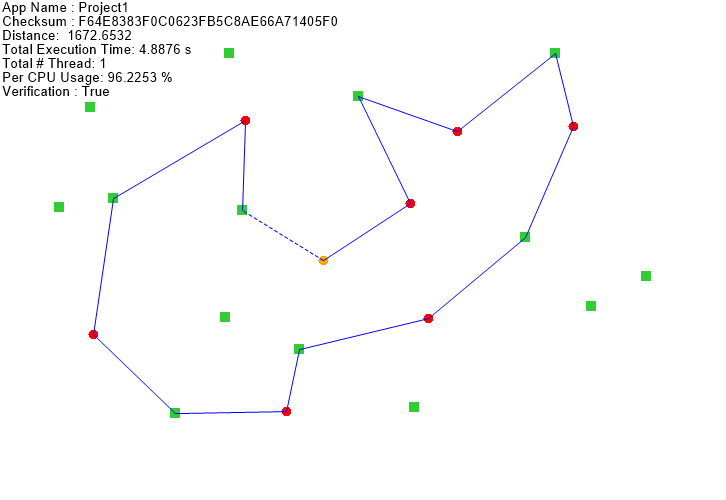 App Name : Project1
Checksum : F64E8383F0C0623FB5C8AE66A71405F0
Distance:  1672.6532
Total Execution Time: 4.8876 s
Total # Thread: 1
Per CPU Usage: 96.2253 %
Verification : True